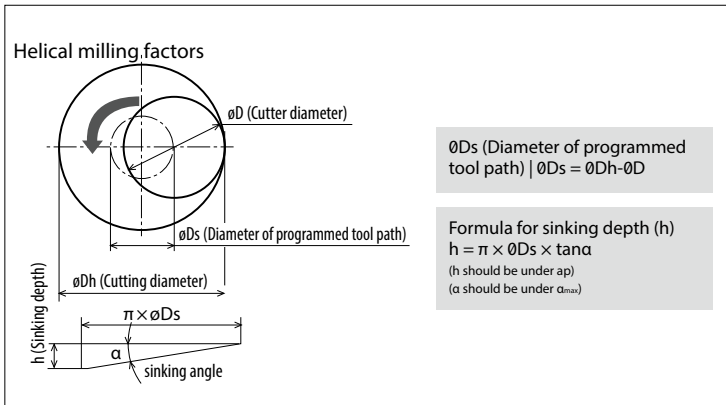 Helical milling factors
øD (Cutter diameter)
øDs (Diameter of programmed tool path)
øDh (Cutting diameter)
π×øDs
h (Sinking depth)
α
sinking angle
ØDs (Diameter of programmed
tool path) | ØDs = ØDh-ØD
Formula for sinking depth (h)
h = π × ØDs × tanα
(h should be under ap)
(α should be under αmax)